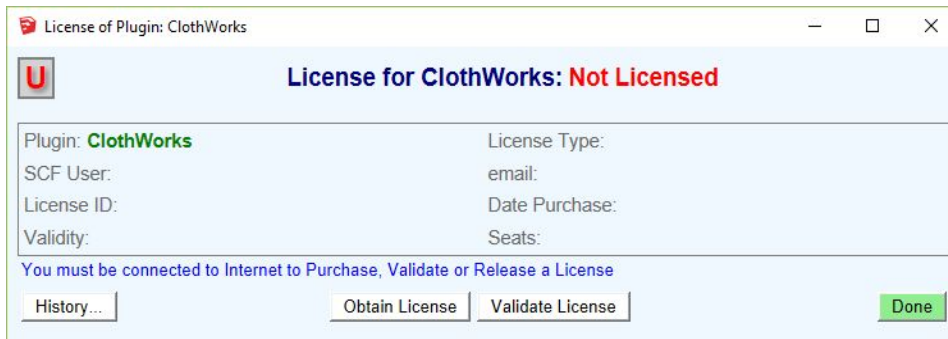 License of Plugin: ClothWorks
U
License for ClothWorks: Not Licensed
Plugin: ClothWorks License Type:
SCF User: email:
License ID: Date Purchase:
Validity: Seats:
You must be connected to Internet to Purchase, Validate or Release a License
History... Obtain License Validate License Done